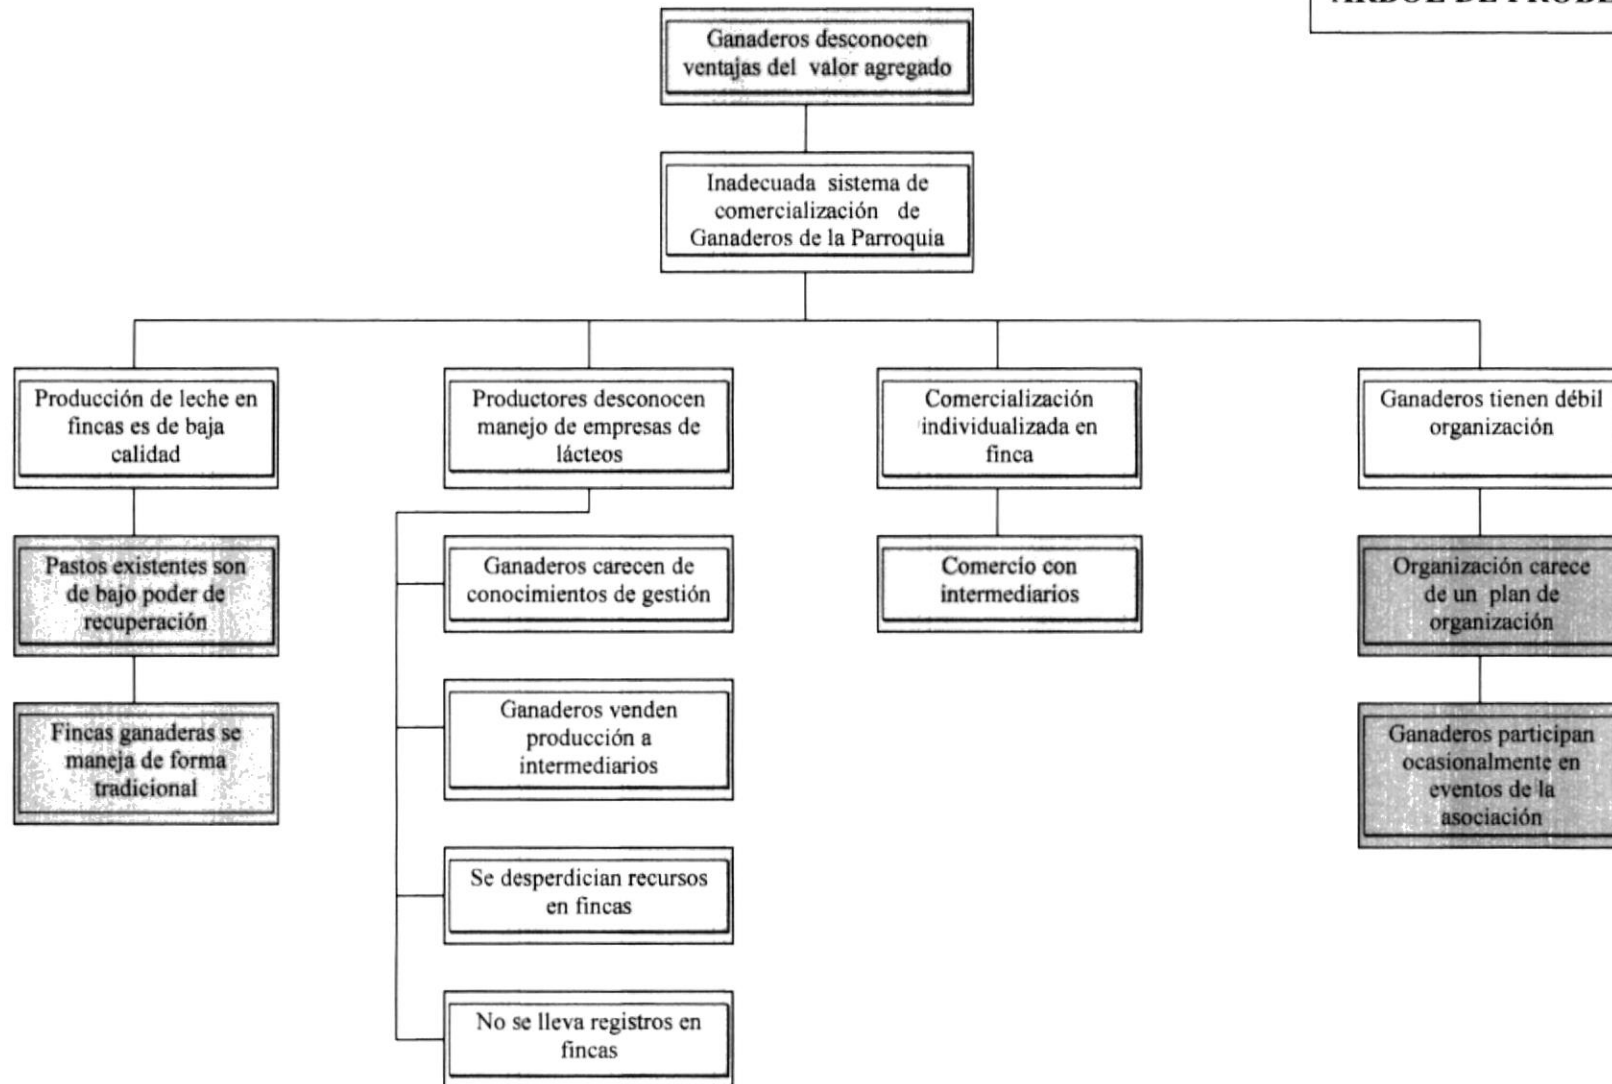 Ganaderos desconocen
ventajas del valor agregado
Inadecuada sistema de
comercialización de
Ganaderos de la Parroquia
Producción de leche en
fincas es de baja
calidad
Pastos existentes son
de bajo poder de
recuperación
Fincas ganaderas se
maneja de forma
tradicional
Productores desconocen
manejo de empresas de
lácteos
Ganaderos carecen de
conocimientos de gestión
Ganaderos venden
producción a
intermediarios
Se desperdician recursos
en fincas
No se lleva registros en
fincas
Comercialización
individualizada en
finca
Comercio con
intermediarios
Ganaderos tienen débil
organización
Organización carece
de un plan de
organización
Ganaderos participan
ocasionalmente en
eventos de la
asociación